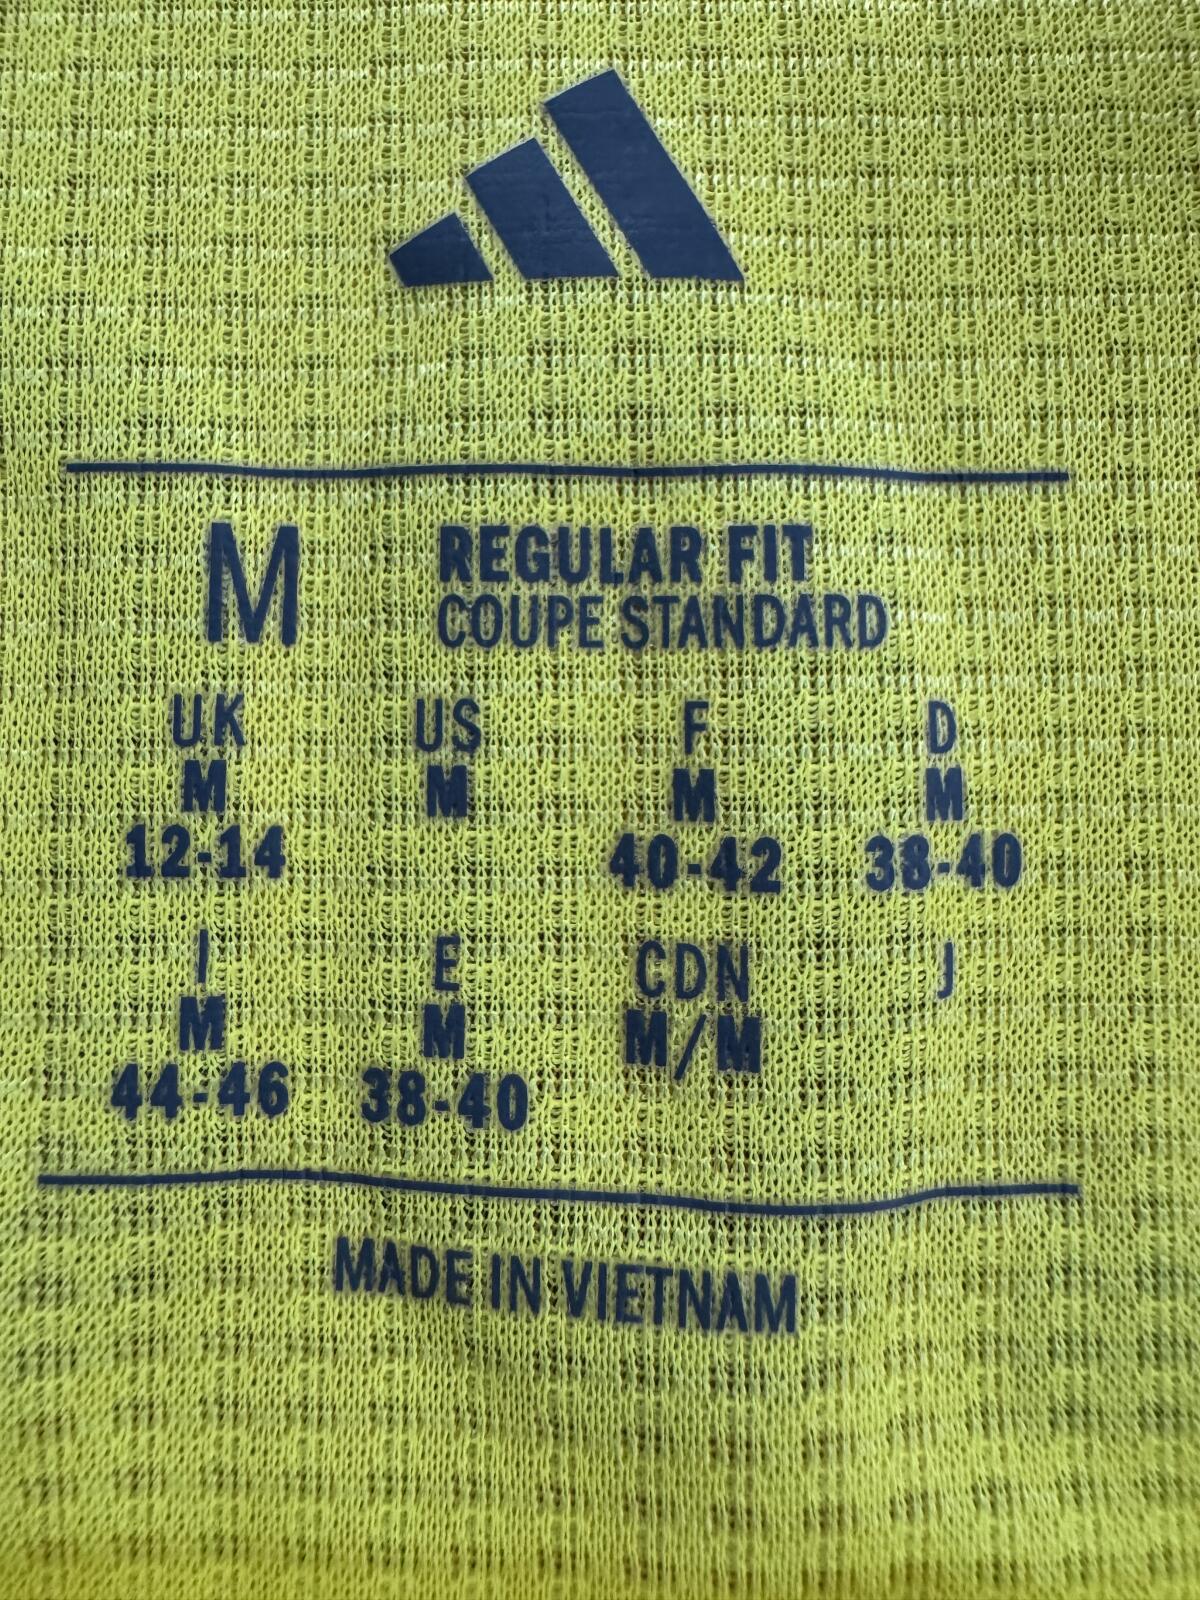 M REGULAR FIT
COUPE STANDARD
UK US F D
M M M M
12-14 40-42 38-40
I E CDN J
M M M/M
44-46 38-40
MADE IN VIETNAM